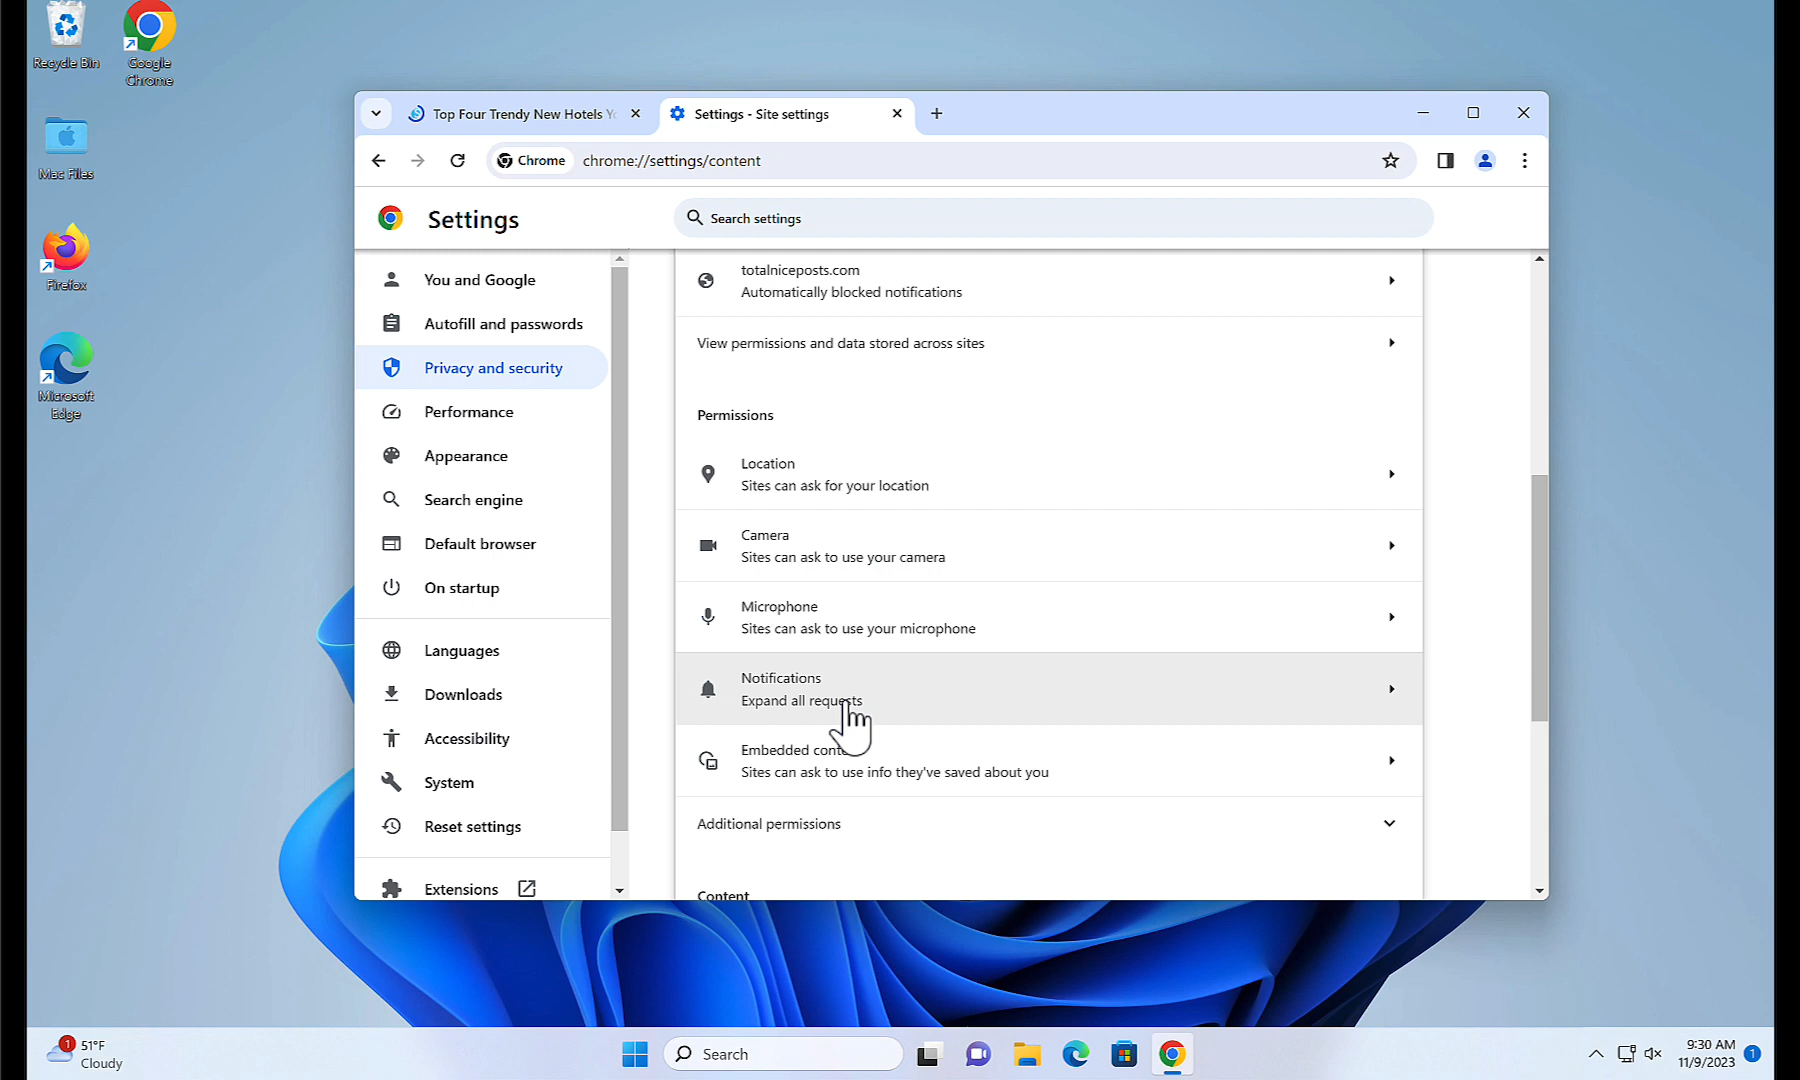 Recycle Bin
Google
Chrome
Mac Files
Firefox
Microsoft
Edge
Top Four Trendy New Hotels
Settings - Site settings
Chrome
chrome://settings/content
Settings
Search settings
You and Google
Autofill and passwords
Privacy and security
Performance
Appearance
Search engine
Default browser
On startup
Languages
Downloads
Accessibility
System
Reset settings
Extensions
totalniceposts.com
Automatically blocked notifications
View permissions and data stored across sites
Permissions
Location
Sites can ask for your location
Camera
Sites can ask to use your camera
Microphone
Sites can ask to use your microphone
Notifications
Expand all requests
Embedded
Sites can ask to use info they've saved about you
Additional permissions
Content
1
51°F
Cloudy
Search
9:30 AM
11/9/2023
1